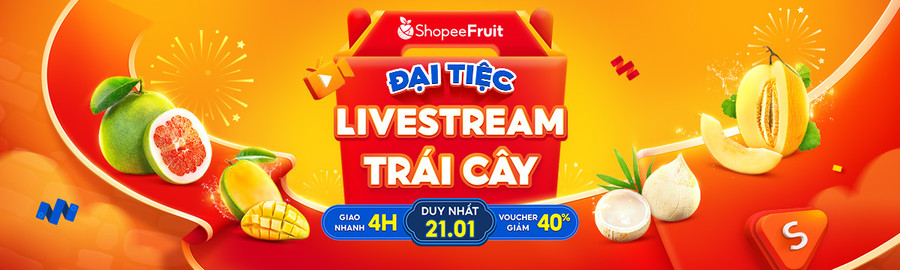 ShopeeFruit
ĐẠI TIỆC
LIVESTREAM
TRÁI CÂY
GIAO NHANH 4H
DUY NHẤT 21.01
VOUCHER GIẢM 40%
S